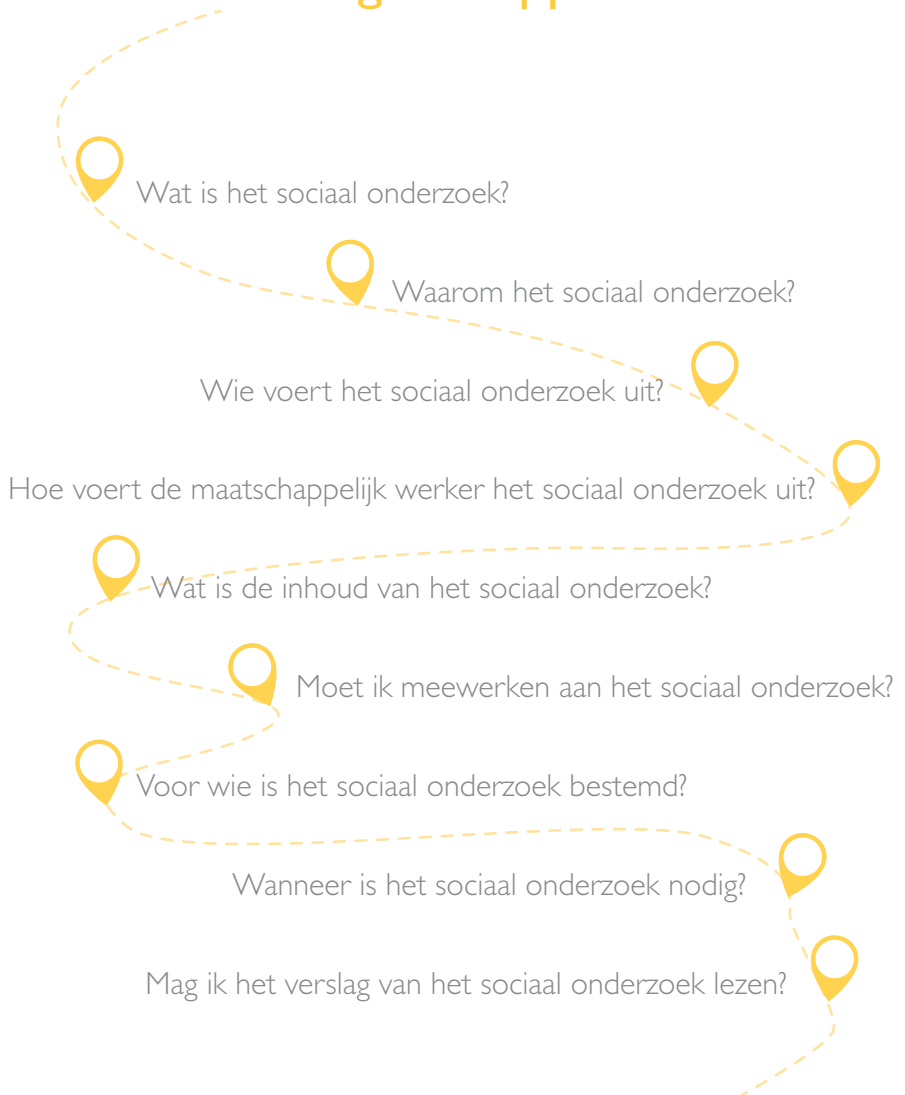 Wat is het sociaal onderzoek?
Waarom het sociaal onderzoek?
Wie voert het sociaal onderzoek uit?
Hoe voert de maatschappelijk werker het sociaal onderzoek uit?
Wat is de inhoud van het sociaal onderzoek?
Moet ik meewerken aan het sociaal onderzoek?
Voor wie is het sociaal onderzoek bestemd?
Wanneer is het sociaal onderzoek nodig?
Mag ik het verslag van het sociaal onderzoek lezen?